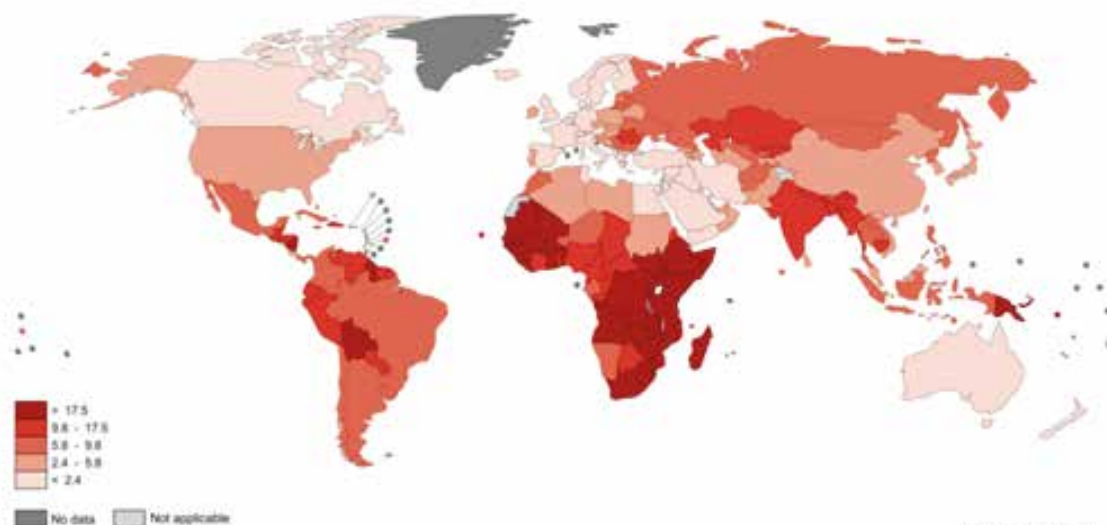 > 17.5
9.8 - 17.5
5.8 - 9.8
2.4 - 5.8
< 2.4
No data
Not applicable